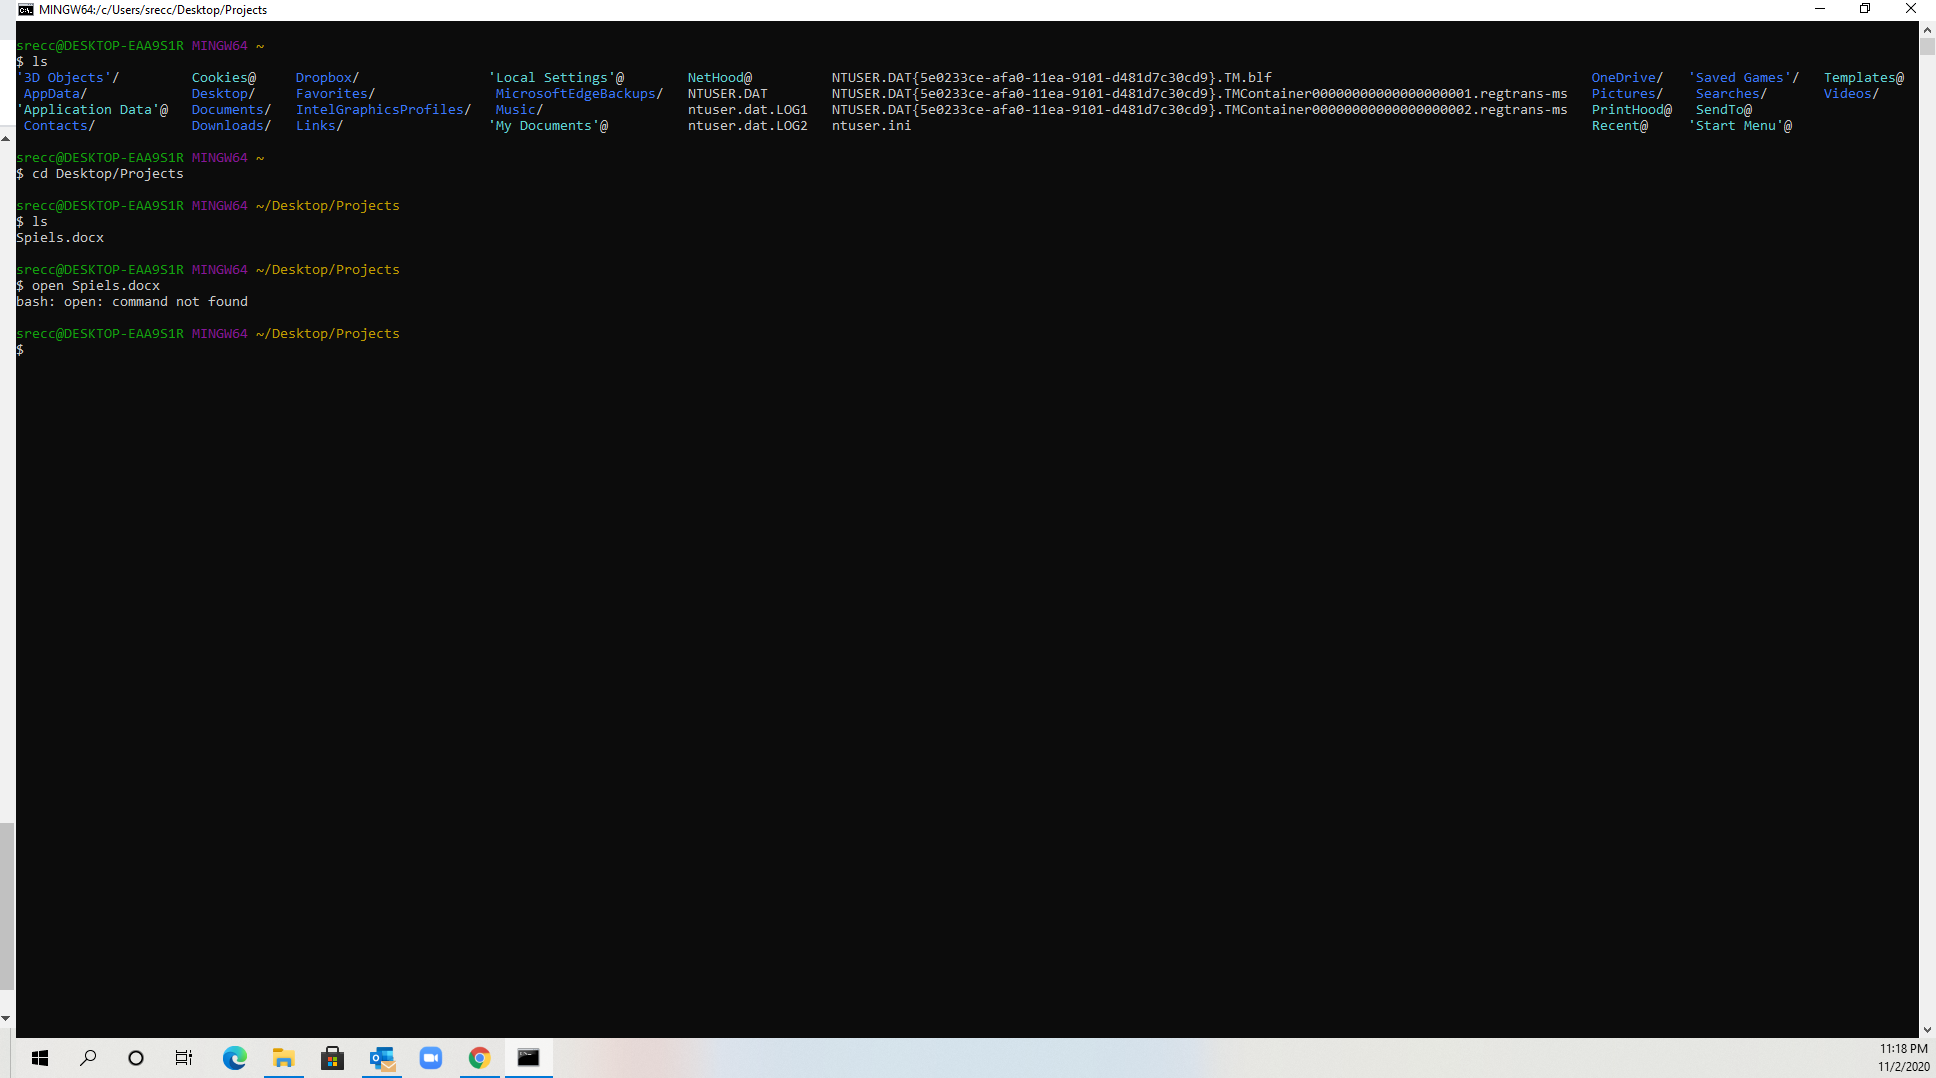 MINGW64:/c/Users/srecc/Desktop/Projects
srecc@DESKTOP-EAA9S1R MINGW64 ~
$ ls
'3D Objects'/ Cookies@ Dropbox/ 'Local Settings'@ NetHood@ NTUSER.DAT{5e0233ce-afa0-11ea-9101-d481d7c30cd9}.TM.blf OneDrive/ 'Saved Games'/ Templates@
AppData/ Desktop/ Favorites/ MicrosoftEdgeBackups/ NTUSER.DAT NTUSER.DAT{5e0233ce-afa0-11ea-9101-d481d7c30cd9}.TMContainer00000000000000000001.regtrans-ms Pictures/ Searches/ Videos/
'Application Data'@ Documents/ IntelGraphicsProfiles/ Music/ ntuser.dat.LOG1 NTUSER.DAT{5e0233ce-afa0-11ea-9101-d481d7c30cd9}.TMContainer00000000000000000002.regtrans-ms PrintHood@ SendTo@
Contacts/ Downloads/ Links/ 'My Documents'@ ntuser.dat.LOG2 ntuser.ini Recent@ 'Start Menu'@
srecc@DESKTOP-EAA9S1R MINGW64 ~
$ cd Desktop/Projects
srecc@DESKTOP-EAA9S1R MINGW64 ~/Desktop/Projects
$ ls
Spiels.docx
srecc@DESKTOP-EAA9S1R MINGW64 ~/Desktop/Projects
$ open Spiels.docx
bash: open: command not found
srecc@DESKTOP-EAA9S1R MINGW64 ~/Desktop/Projects
$
11:18 PM
11/2/2020